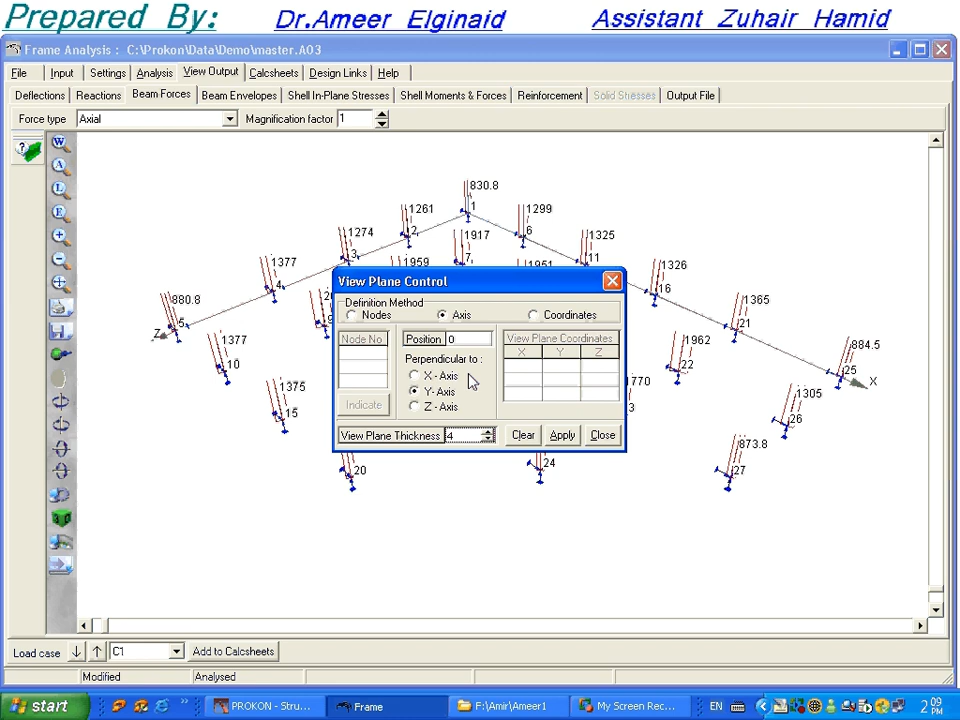 Prepared By: Dr.Ameer Elginaid Assistant Zuhair Hamid
Frame Analysis : C:\Prokon\Data\Demo\master.A03
File Input Settings Analysis View Output Calcsheets Design Links Help
Deflections Reactions Beam Forces Beam Envelopes Shell In-Plane Stresses Shell Moments & Forces Reinforcement Solid Stresses Output File
Force type Axial Magnification factor 1
830.8
1
1261 1299
2 6
1274 1917 1325
3 7 11
1377 1959 1951 1326
4 16
880.8 1365
5 21
Z
1377 1962 884.5
10 22 25
X
1375 1770 1305
15 3 26
873.8
20 24 27
View Plane Control
Definition Method
Nodes Axis Coordinates
Node No. Position 0 View Plane Coordinates
X Y Z
Perpendicular to :
X - Axis
Y - Axis
Z - Axis
Indicate
View Plane Thickness 4 Clear Apply Close
Load case C1 Add to Calcsheets
Modified Analysed
start PROKON - Stru... Frame F:\Amir\Ameer1 My Screen Rec... EN 2:09 PM